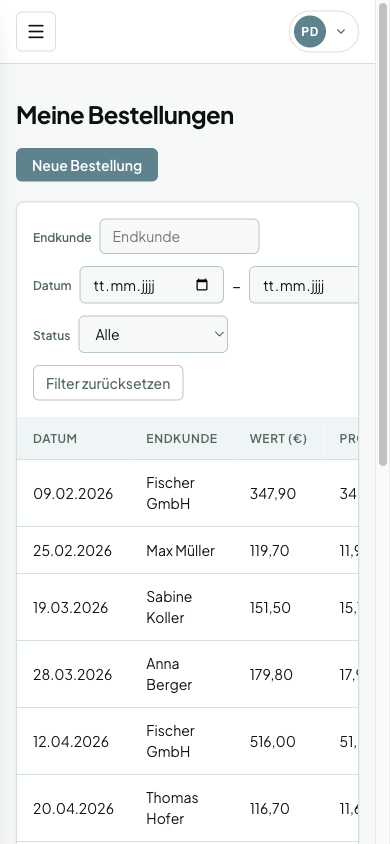 PD
Meine Bestellungen
Neue Bestellung
Endkunde Endkunde
Datum tt.mm.jjjj – tt.mm.jjjj
Status Alle
Filter zurücksetzen
DATUM ENDKUNDE WERT (€)
09.02.2026 Fischer GmbH 347,90
25.02.2026 Max Müller 119,70
19.03.2026 Sabine Koller 151,50
28.03.2026 Anna Berger 179,80
12.04.2026 Fischer GmbH 516,00
20.04.2026 Thomas Hofer 116,70